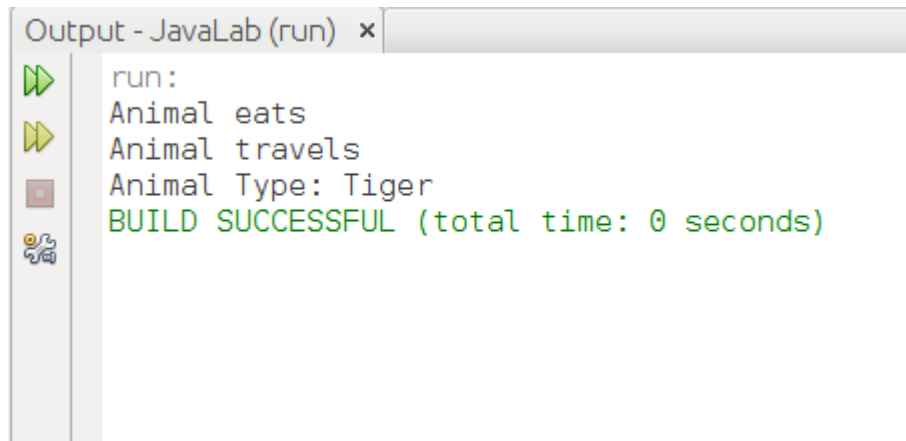 Output - JavaLab (run) ×
run:
Animal eats
Animal travels
Animal Type: Tiger
BUILD SUCCESSFUL (total time: 0 seconds)